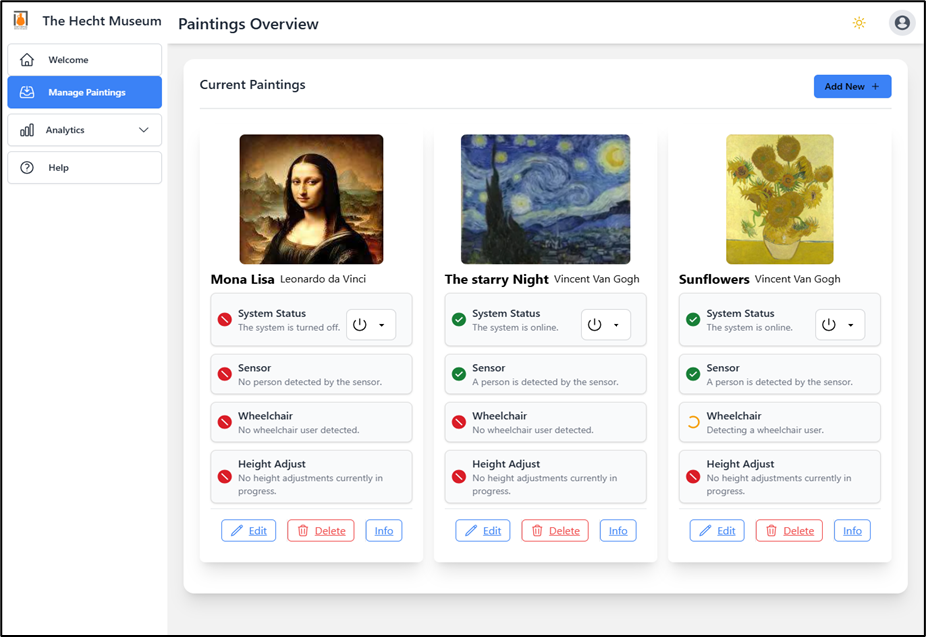 The Hecht Museum
Paintings Overview
Welcome
Manage Paintings
Analytics
Help
Current Paintings
Add New +
Mona Lisa Leonardo da Vinci
System Status
The system is turned off.
Sensor
No person detected by the sensor.
Wheelchair
No wheelchair user detected.
Height Adjust
No height adjustments currently in
progress.
Edit
Delete
Info
The starry Night Vincent Van Gogh
System Status
The system is online.
Sensor
A person is detected by the sensor.
Wheelchair
No wheelchair user detected.
Height Adjust
No height adjustments currently in
progress.
Edit
Delete
Info
Sunflowers Vincent Van Gogh
System Status
The system is online.
Sensor
A person is detected by the sensor.
Wheelchair
Detecting a wheelchair user.
Height Adjust
No height adjustments currently in
progress.
Edit
Delete
Info